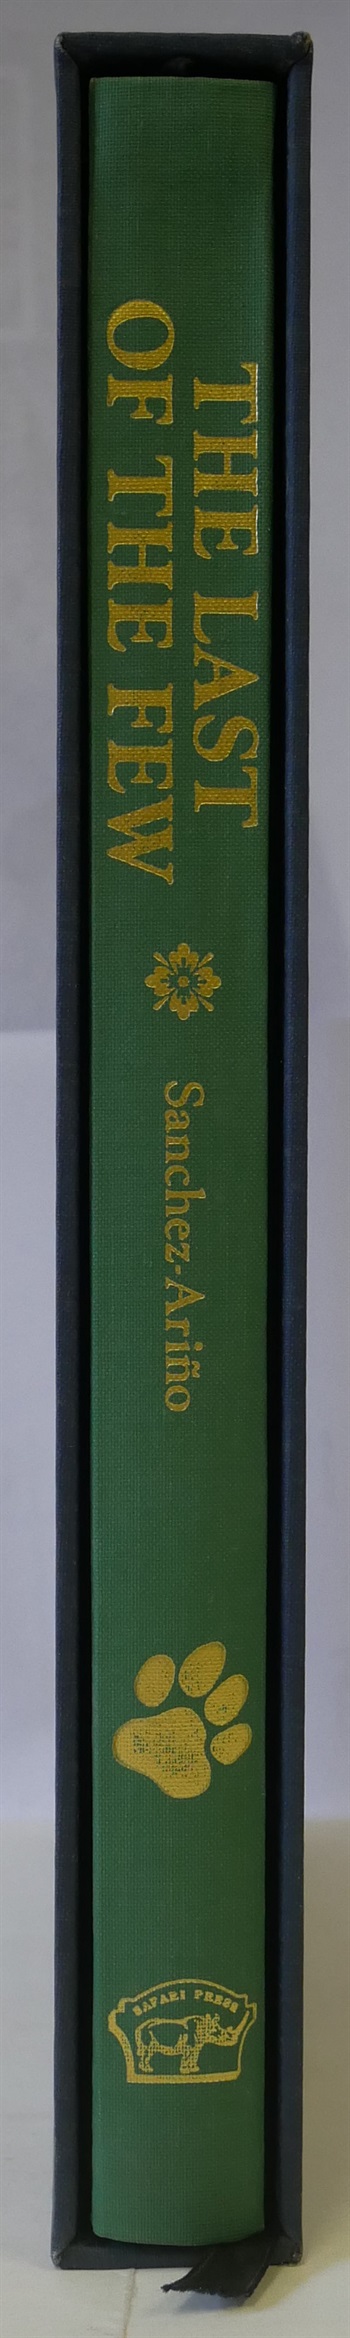 THE LAST
OF THE FEW
Sanchez-Ariño
SAFARI PRESS